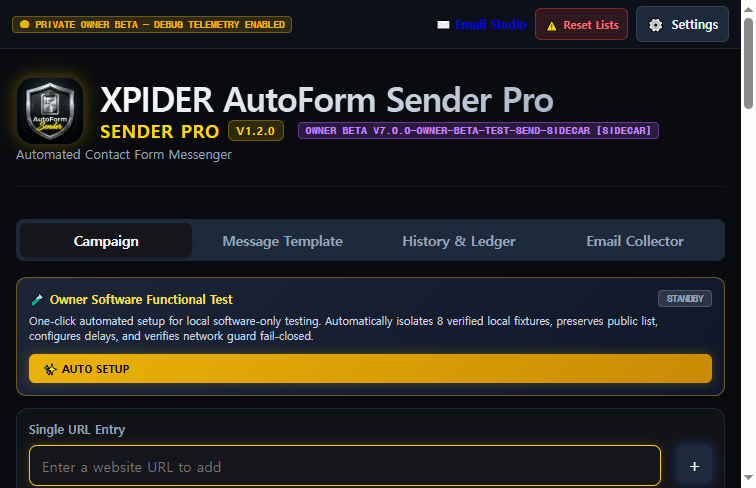 PRIVATE OWNER BETA — DEBUG TELEMETRY ENABLED
Email Studio
Reset Lists
Settings
AutoForm
Sender
XPIDER AutoForm Sender Pro
SENDER PRO
V1.2.0
OWNER BETA V7.0.0-OWNER-BETA-TEST-SEND-SIDECAR [SIDECAR]
Automated Contact Form Messenger
Campaign
Message Template
History & Ledger
Email Collector
Owner Software Functional Test
STANDBY
One-click automated setup for local software-only testing. Automatically isolates 8 verified local fixtures, preserves public list,
configures delays, and verifies network guard fail-closed.
AUTO SETUP
Single URL Entry
Enter a website URL to add
+